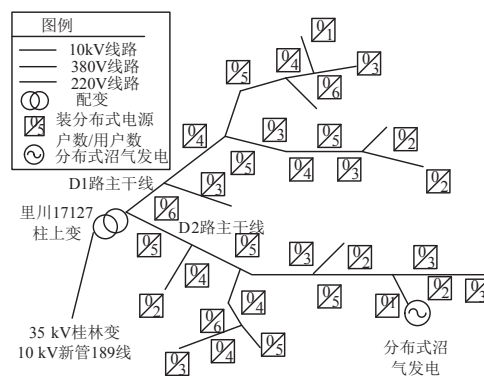 图例
10kV线路
380V线路
220V线路
配变
0/5 装分布式电源
户数/用户数
分布式沼气发电
0/1
0/4
0/3
0/5
0/6
0/4
0/3
0/5
0/2
0/5
0/4
0/3
0/2
D1路主干线
0/3
里川17127
柱上变
0/6
D2路主干线
0/5
0/5
0/4
0/3
0/2
0/3
0/2
0/4
0/5
0/1
0/2
0/3
0/6
0/4
0/5
0/3
35 kV桂林变
10 kV新管189线
分布式沼
气发电